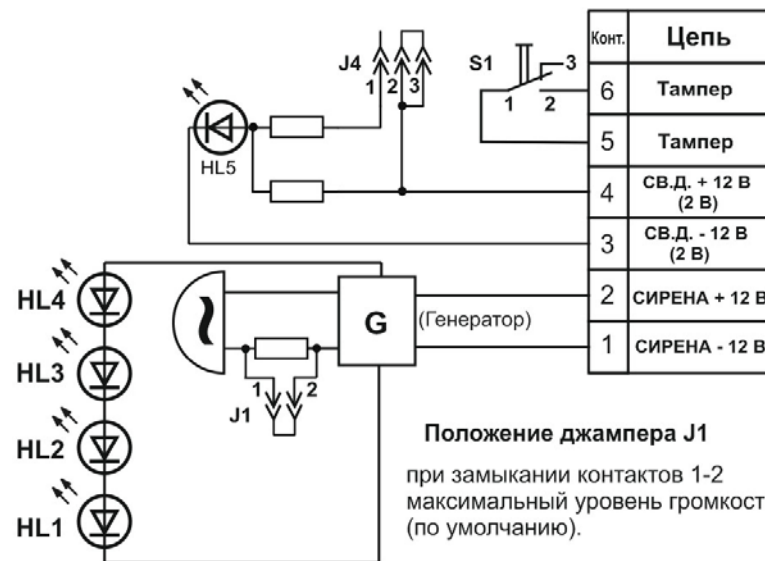 Конт. Цепь
J4
1 2 3
S1
1 2 3
6 Тампер
5 Тампер
HL5
4 СВ.Д. + 12 В
(2 В)
3 СВ.Д. - 12 В
(2 В)
HL4
2 СИРЕНА + 12 В
G
(Генератор)
1 СИРЕНА - 12 В
HL3
1 2
J1
HL2
HL1
Положение джампера J1
при замыкании контактов 1-2
максимальный уровень громкост
(по умолчанию).